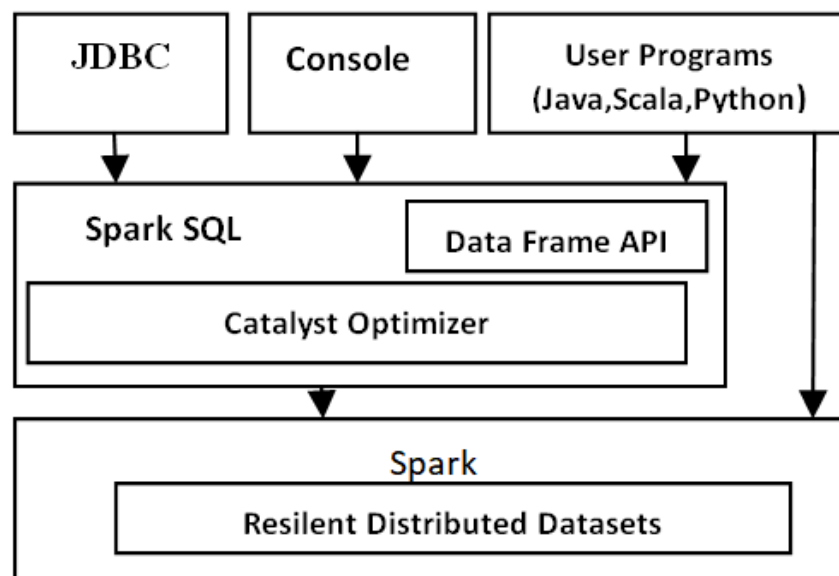 JDBC
Console
User Programs
(Java,Scala,Python)
Spark SQL
Data Frame API
Catalyst Optimizer
Spark
Resilent Distributed Datasets